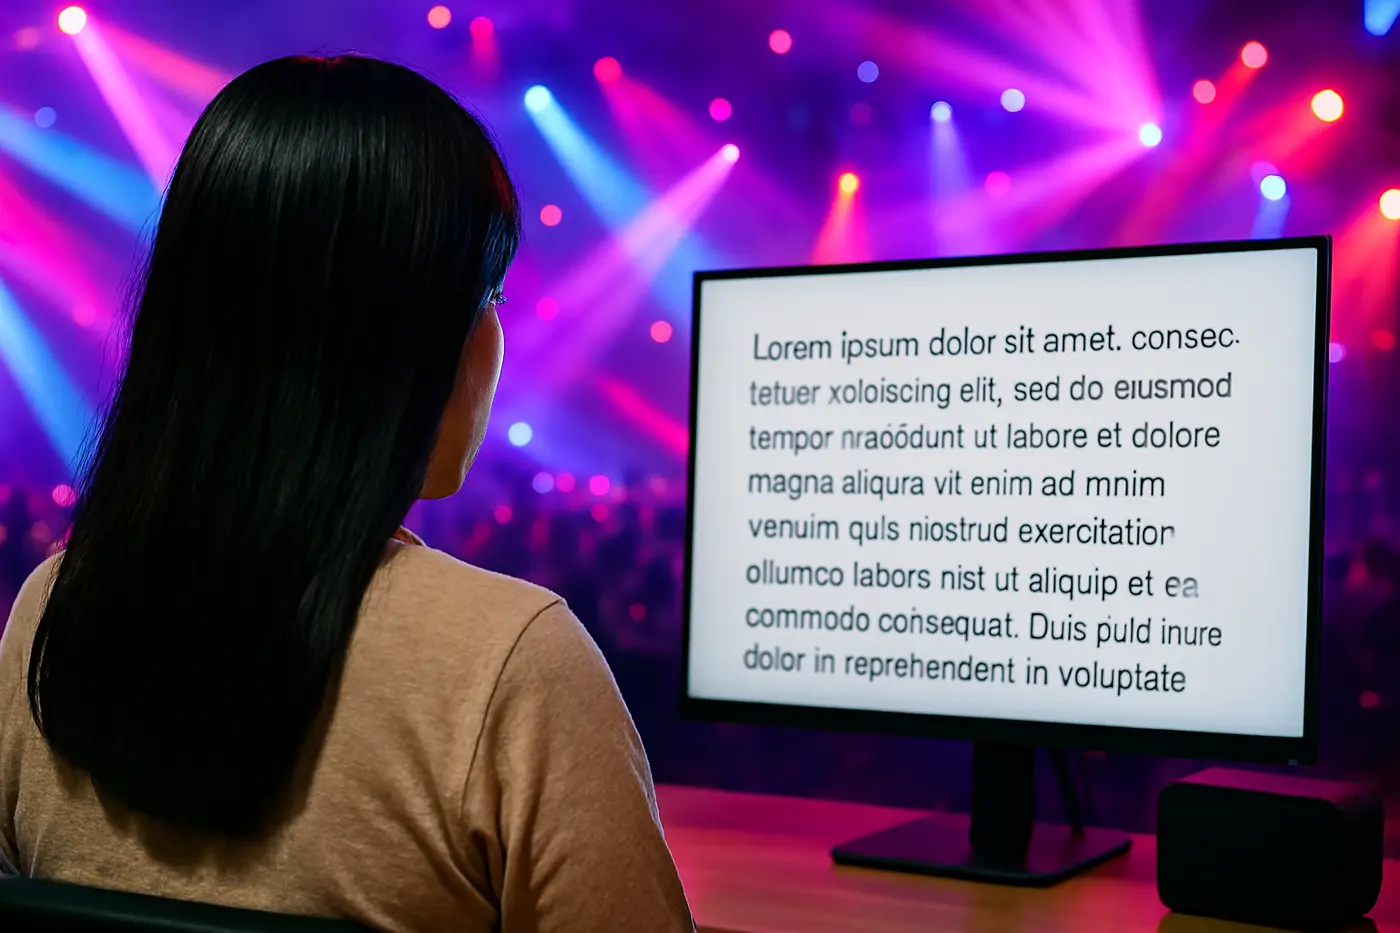 Lorem ipsum dolor sit amet. consec.
tetuer xoloiscing elit, sed do eiusmod
tempor ut labore et dolore
magna aliqura vit enim ad mnim
venuim quls niostrud exercitation
ollumco labors nist ut aliquip et ea
commodo consequat. Duis puld inure
dolor in reprehendent in voluptate